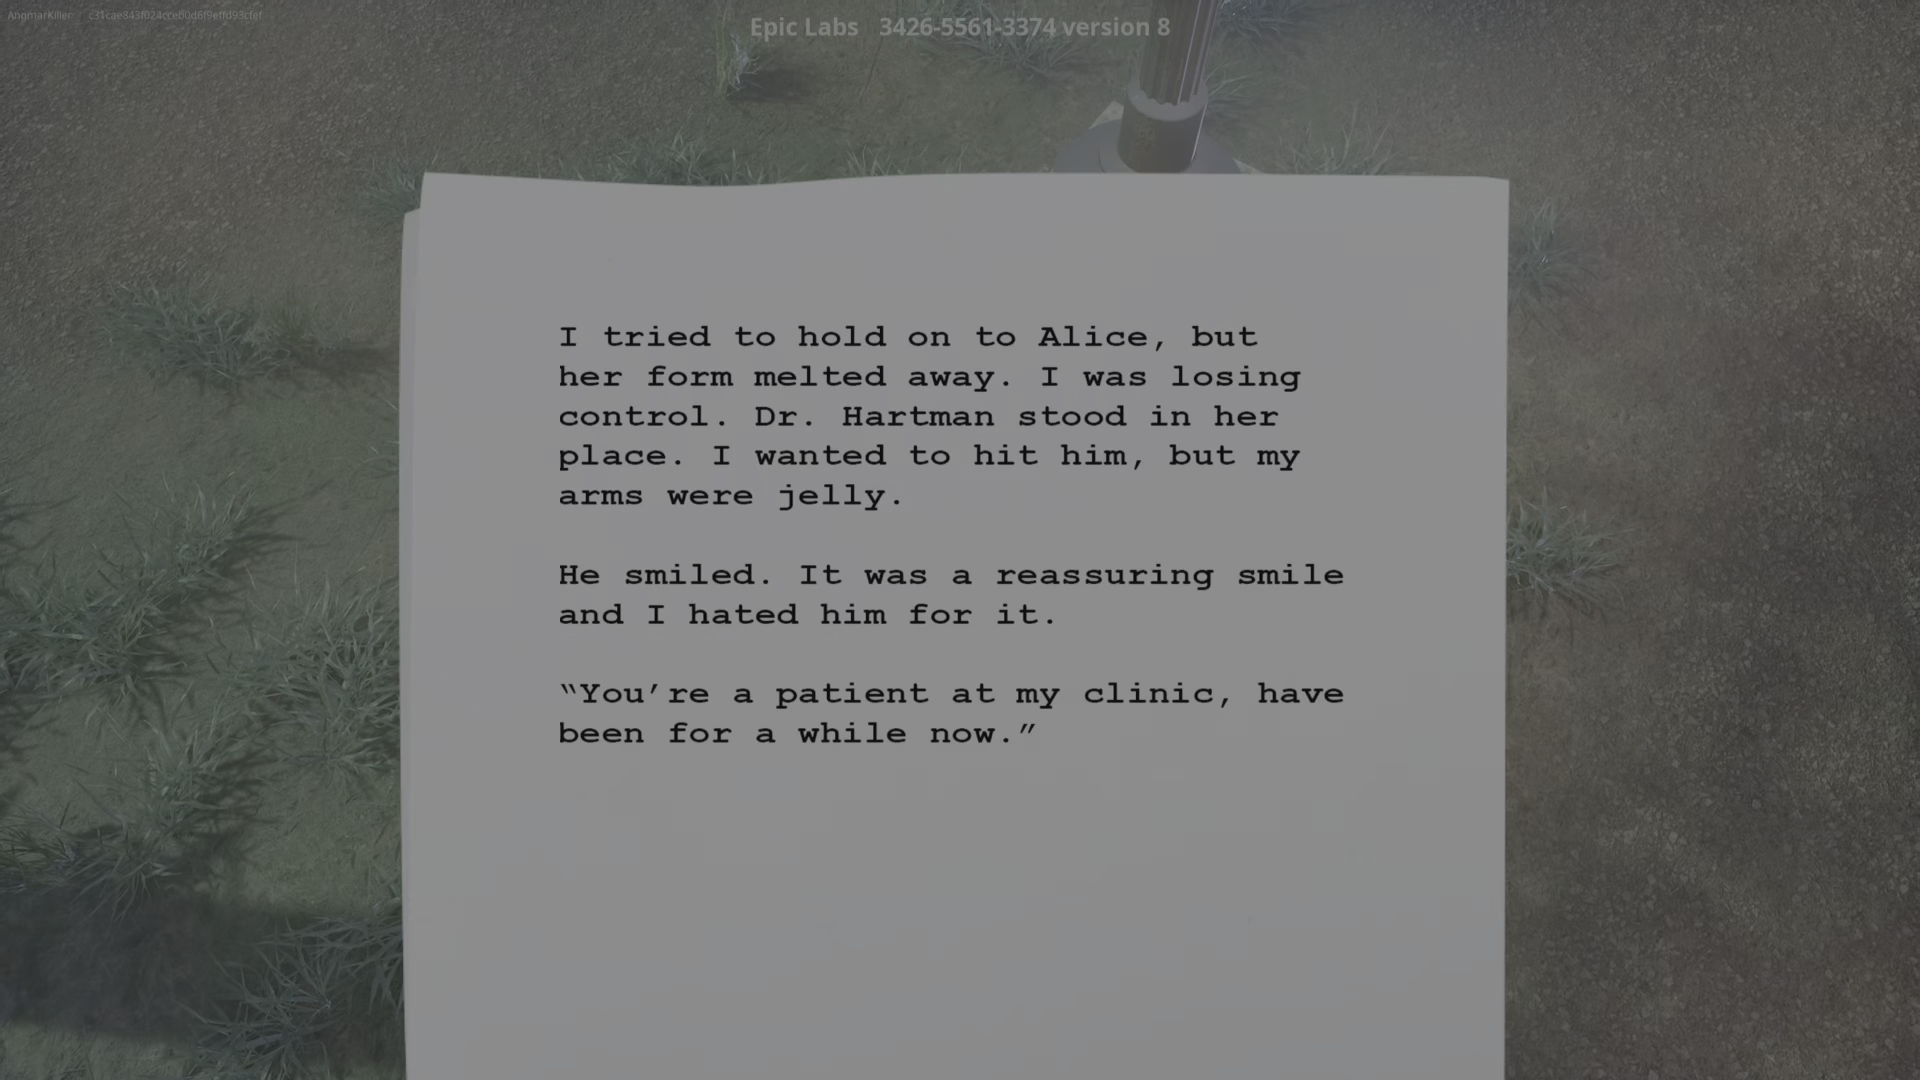 AngmarKiller
Epic Labs 3426-5561-3374 version 8
I tried to hold on to Alice, but
her form melted away. I was losing
control. Dr. Hartman stood in her
place. I wanted to hit him, but my
arms were jelly.
He smiled. It was a reassuring smile
and I hated him for it.
“You’re a patient at my clinic, have
been for a while now.”